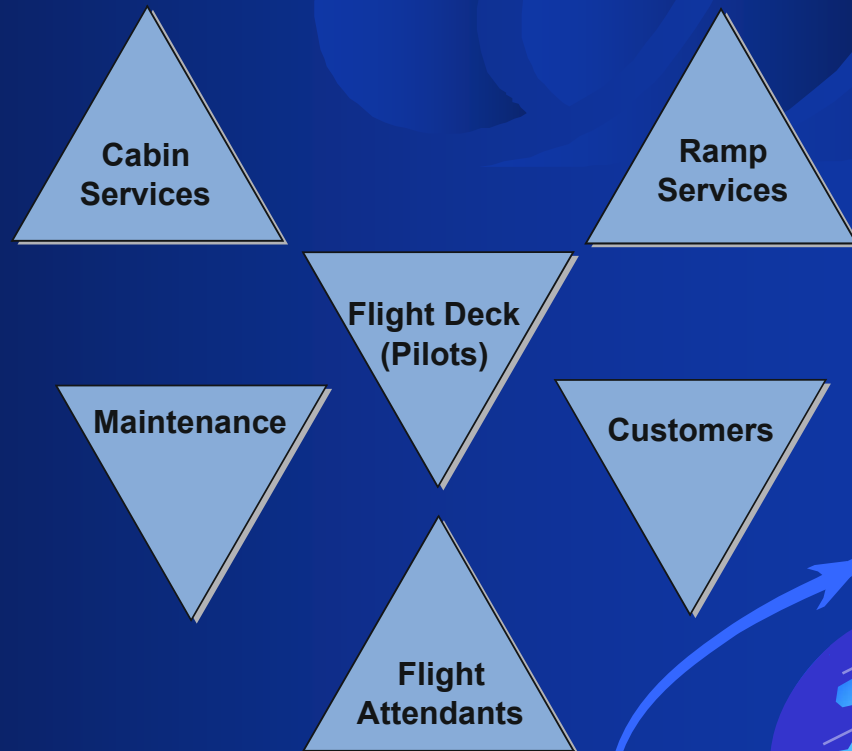 Cabin
Services
Ramp
Services
Flight Deck
(Pilots)
Maintenance
Customers
Flight
Attendants